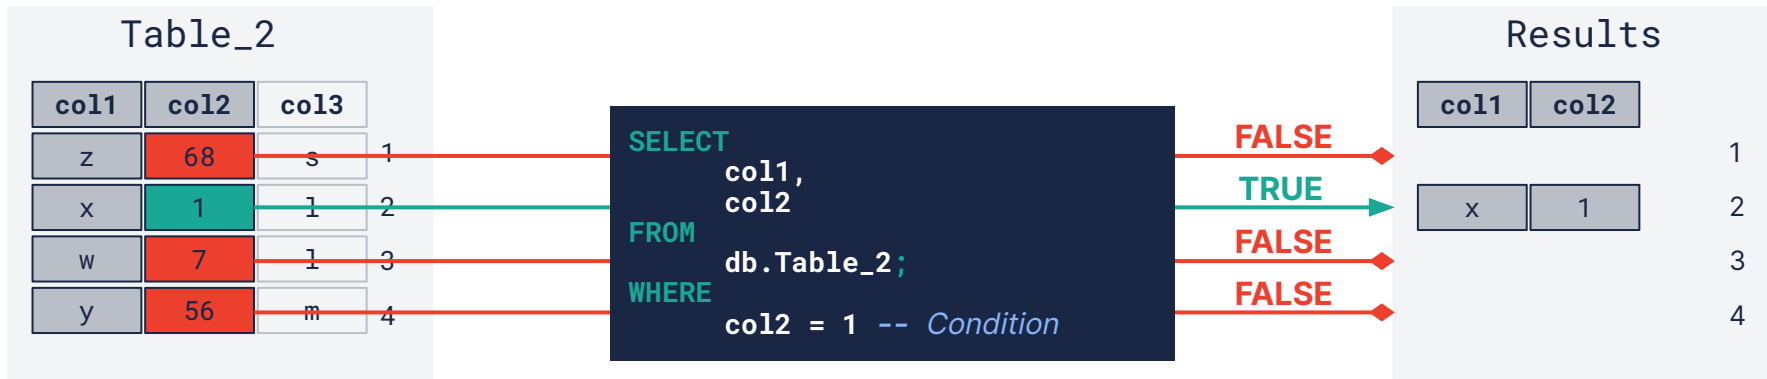 Table_2
col1 col2 col3
z 68 s 1
x 1 l 2
w 7 l 3
y 56 m 4
SELECT
col1,
col2
FROM
db.Table_2;
WHERE
col2 = 1 -- Condition
FALSE
TRUE
FALSE
FALSE
Results
col1 col2
1
x 1 2
3
4